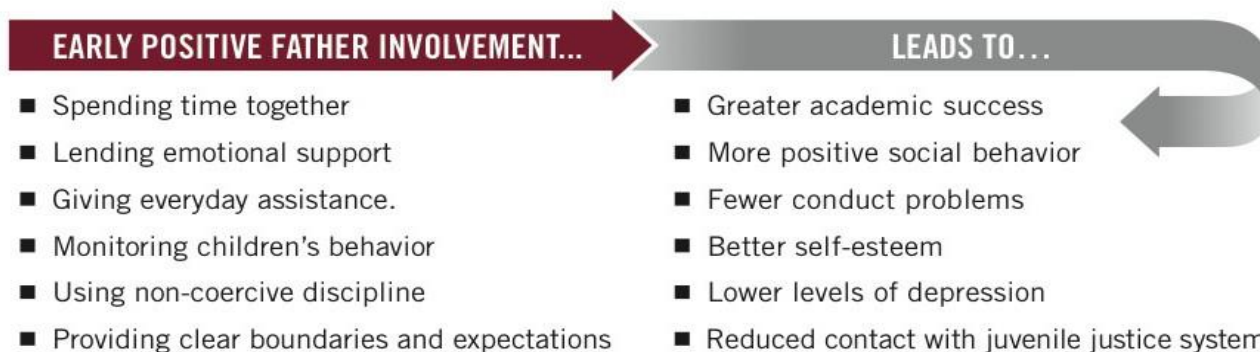 EARLY POSITIVE FATHER INVOLVEMENT...
■ Spending time together
■ Lending emotional support
■ Giving everyday assistance.
■ Monitoring children's behavior
■ Using non-coercive discipline
■ Providing clear boundaries and expectations
LEADS TO...
■ Greater academic success
■ More positive social behavior
■ Fewer conduct problems
■ Better self-esteem
■ Lower levels of depression
■ Reduced contact with juvenile justice system